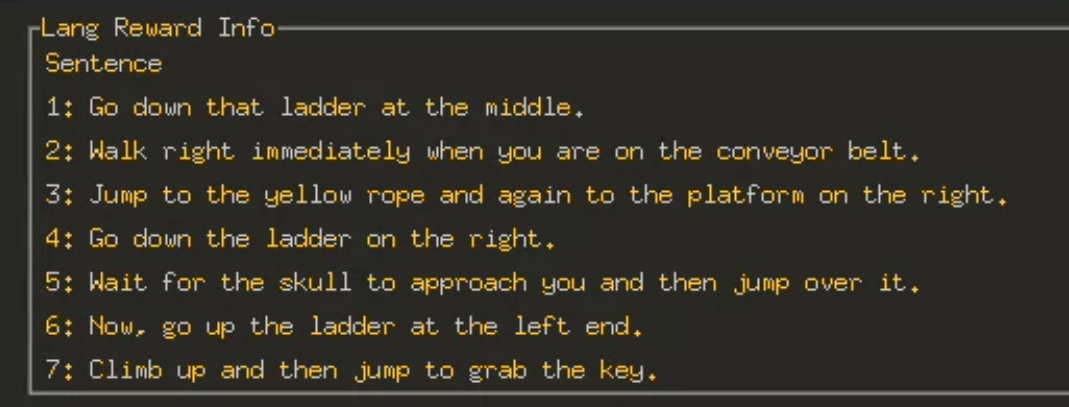 Lang Reward Info
Sentence
1: Go down that ladder at the middle.
2: Walk right immediately when you are on the conveyor belt.
3: Jump to the yellow rope and again to the platform on the right.
4: Go down the ladder on the right.
5: Wait for the skull to approach you and then jump over it.
6: Now, go up the ladder at the left end.
7: Climb up and then jump to grab the key.